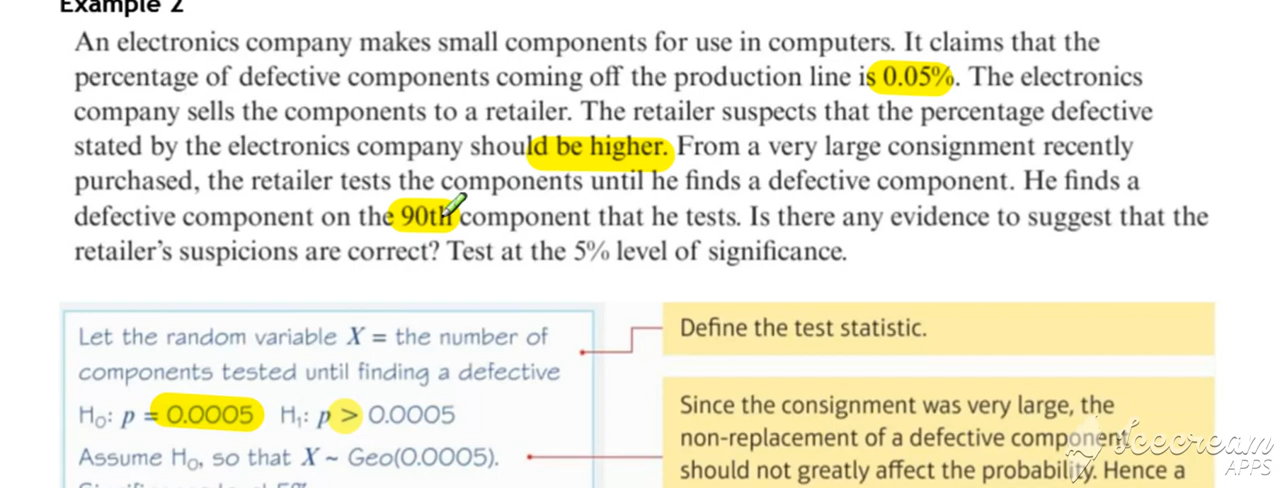 Example 2
An electronics company makes small components for use in computers. It claims that the
percentage of defective components coming off the production line is 0.05%. The electronics
company sells the components to a retailer. The retailer suspects that the percentage defective
stated by the electronics company should be higher. From a very large consignment recently
purchased, the retailer tests the components until he finds a defective component. He finds a
defective component on the 90th component that he tests. Is there any evidence to suggest that the
retailer's suspicions are correct? Test at the 5% level of significance.
Let the random variable X = the number of
components tested until finding a defective
H₀: p = 0.0005 H₁: p > 0.0005
Assume H₀, so that X ~ Geo(0.0005).
Define the test statistic.
Since the consignment was very large, the
non-replacement of a defective component
should not greatly affect the probability. Hence a
Icecream
APPS